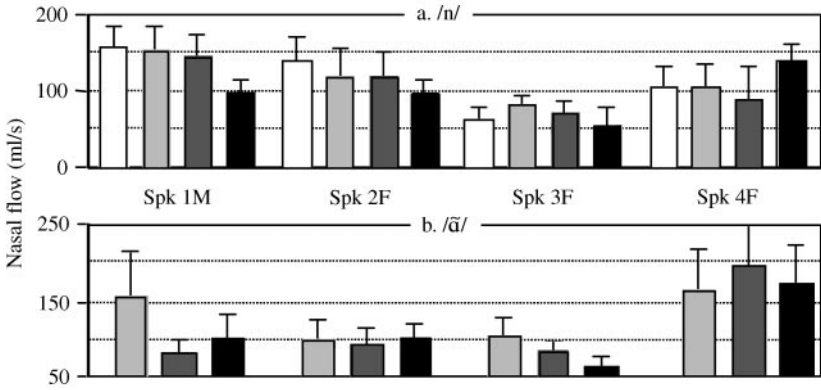 a. /n/
200
100
0
Spk 1M Spk 2F Spk 3F Spk 4F
Nasal flow (ml/s)
b. /ɑ̃/
250
150
50